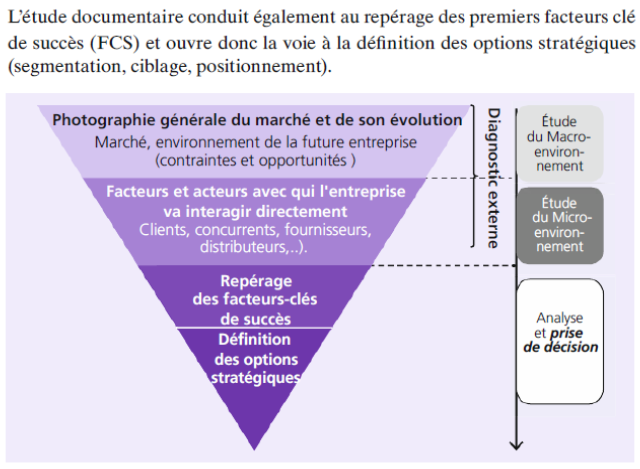 L’étude documentaire conduit également au repérage des premiers facteurs clé
de succès (FCS) et ouvre donc la voie à la définition des options stratégiques
(segmentation, ciblage, positionnement).
Photographie générale du marché et de son évolution
Marché, environnement de la future entreprise
(contraintes et opportunités )
Facteurs et acteurs avec qui l'entreprise
va interagir directement
Clients, concurrents, fournisseurs,
distributeurs,..).
Repérage
des facteurs-clés
de succès
Définition
des options
stratégiques
Diagnostic externe
Étude
du Macro-
environ-
nement
Étude
du Micro-
environ-
nement
Analyse
et prise
de décision